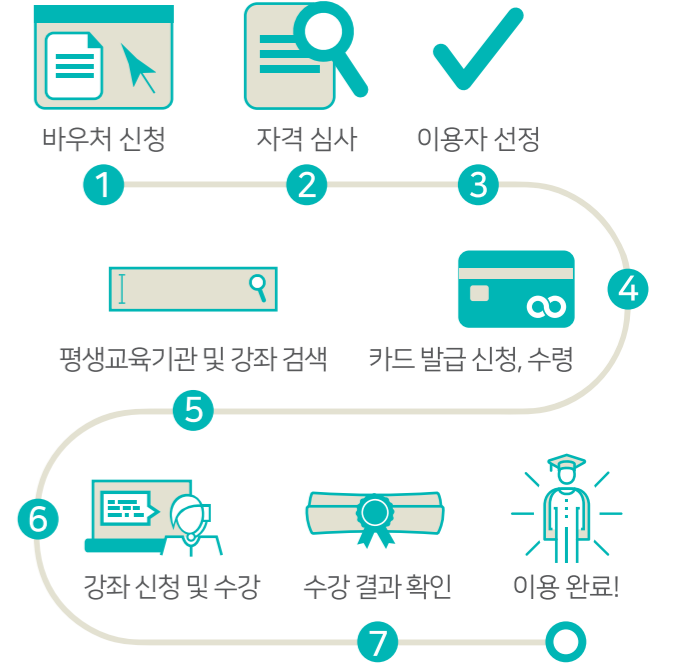 바우처 신청
자격 심사
이용자 선정
1
2
3
4
카드 발급 신청, 수령
평생교육기관 및 강좌 검색
5
6
강좌 신청 및 수강
수강 결과 확인
이용 완료!
7